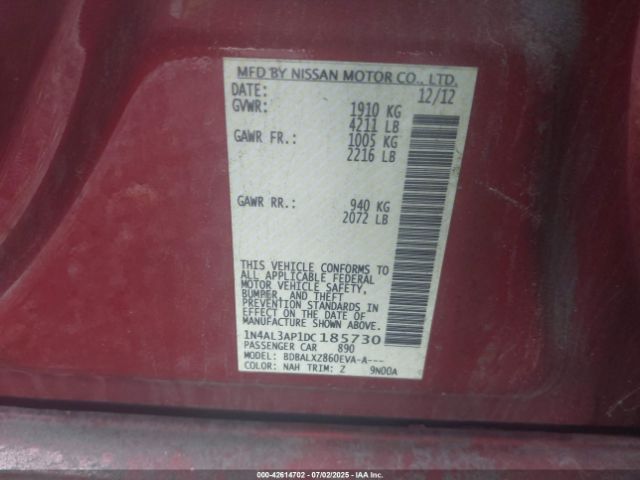 MFD BY NISSAN MOTOR CO., LTD.
DATE: 12/12
GVWR: 1910 KG
4211 LB
GAWR FR.: 1005 KG
2216 LB
GAWR RR.: 940 KG
2072 LB
THIS VEHICLE CONFORMS TO
ALL APPLICABLE FEDERAL
MOTOR VEHICLE SAFETY,
BUMPER, AND THEFT
PREVENTION STANDARDS IN
EFFECT ON THE DATE OF
MANUFACTURE SHOWN ABOVE.
1N4AL3AP1DC185730
PASSENGER CAR 890
MODEL: BDBALXZ860EVA-A---
COLOR: NAH TRIM: Z 9N00A
000-42614702 - 07/02/2025 - IAA Inc.